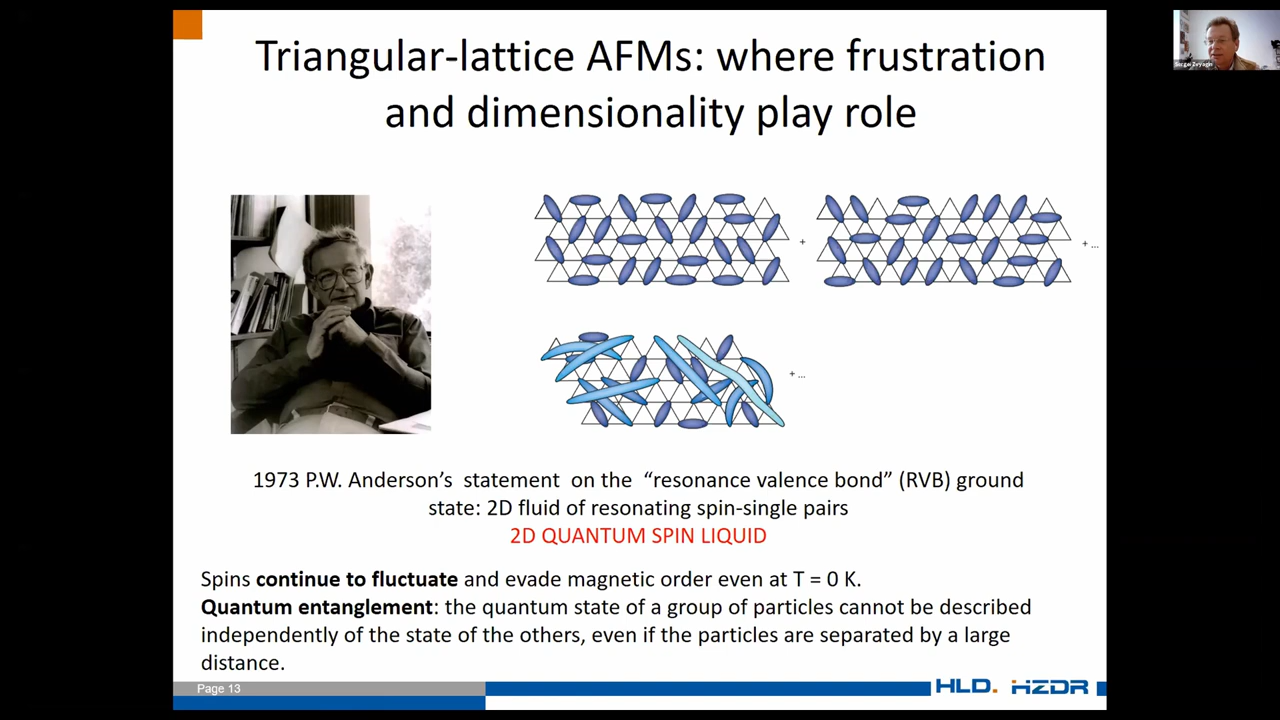 Triangular-lattice AFMs: where frustration
and dimensionality play role
Sergei Zvyagin
+
+ ...
+ ...
1973 P.W. Anderson’s statement on the “resonance valence bond” (RVB) ground
state: 2D fluid of resonating spin-single pairs
2D QUANTUM SPIN LIQUID
Spins continue to fluctuate and evade magnetic order even at T = 0 K.
Quantum entanglement: the quantum state of a group of particles cannot be described
independently of the state of the others, even if the particles are separated by a large
distance.
Page 13
HLD. HZDR